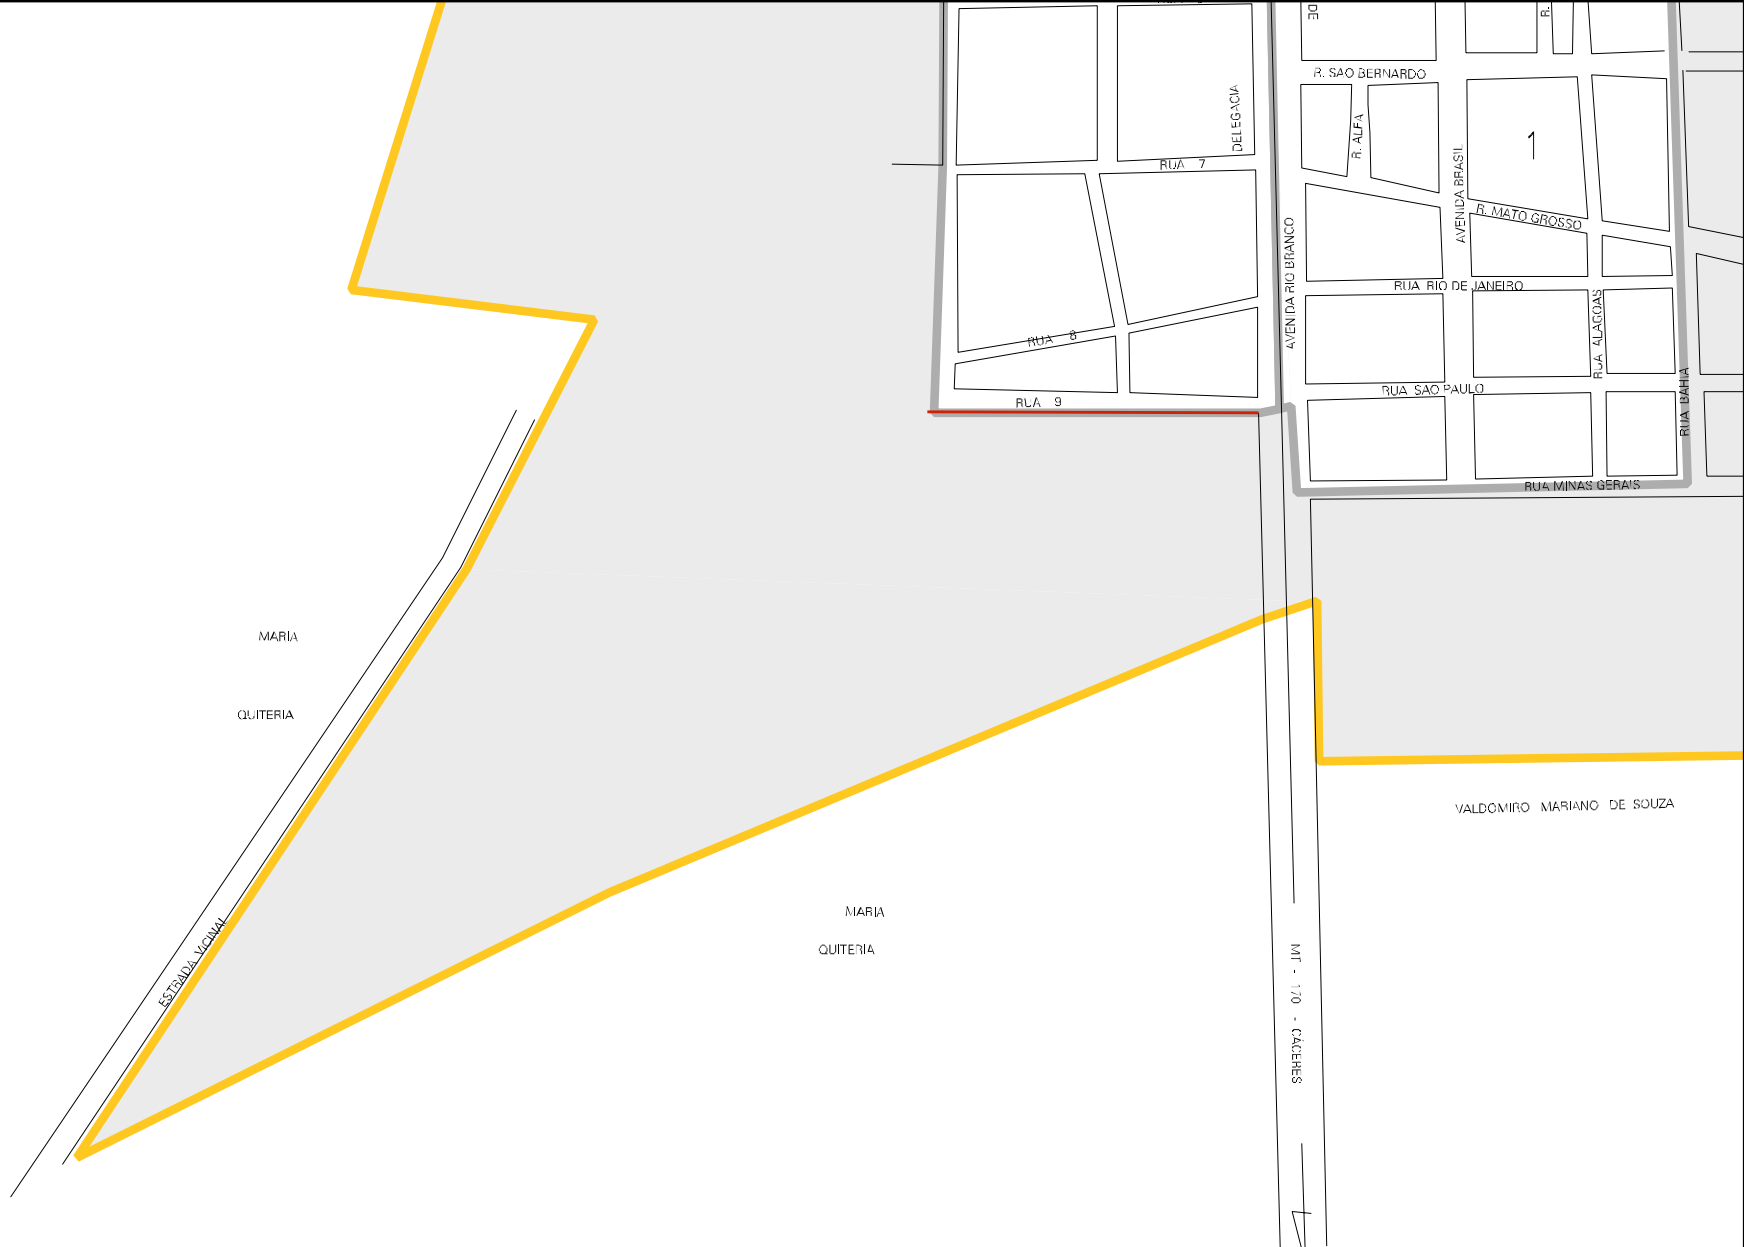 DE
R.
R. SAO BERNARDO
DELEGACIA
R. ALFA
1
AVENIDA BRASIL
RUA 7
R. MATO GROSSO
AVENIDA RIO BRANCO
RUA RIO DE JANEIRO
RUA ALAGOAS
RUA 8
RUA SAO PAULO
RUA BAHIA
RUA 9
RUA MINAS GERAIS
MARIA
QUITERIA
VALDOMIRO MARIANO DE SOUZA
MARIA
QUITERIA
ESTRADA VICINAL
MT - 170 - CÁCERES